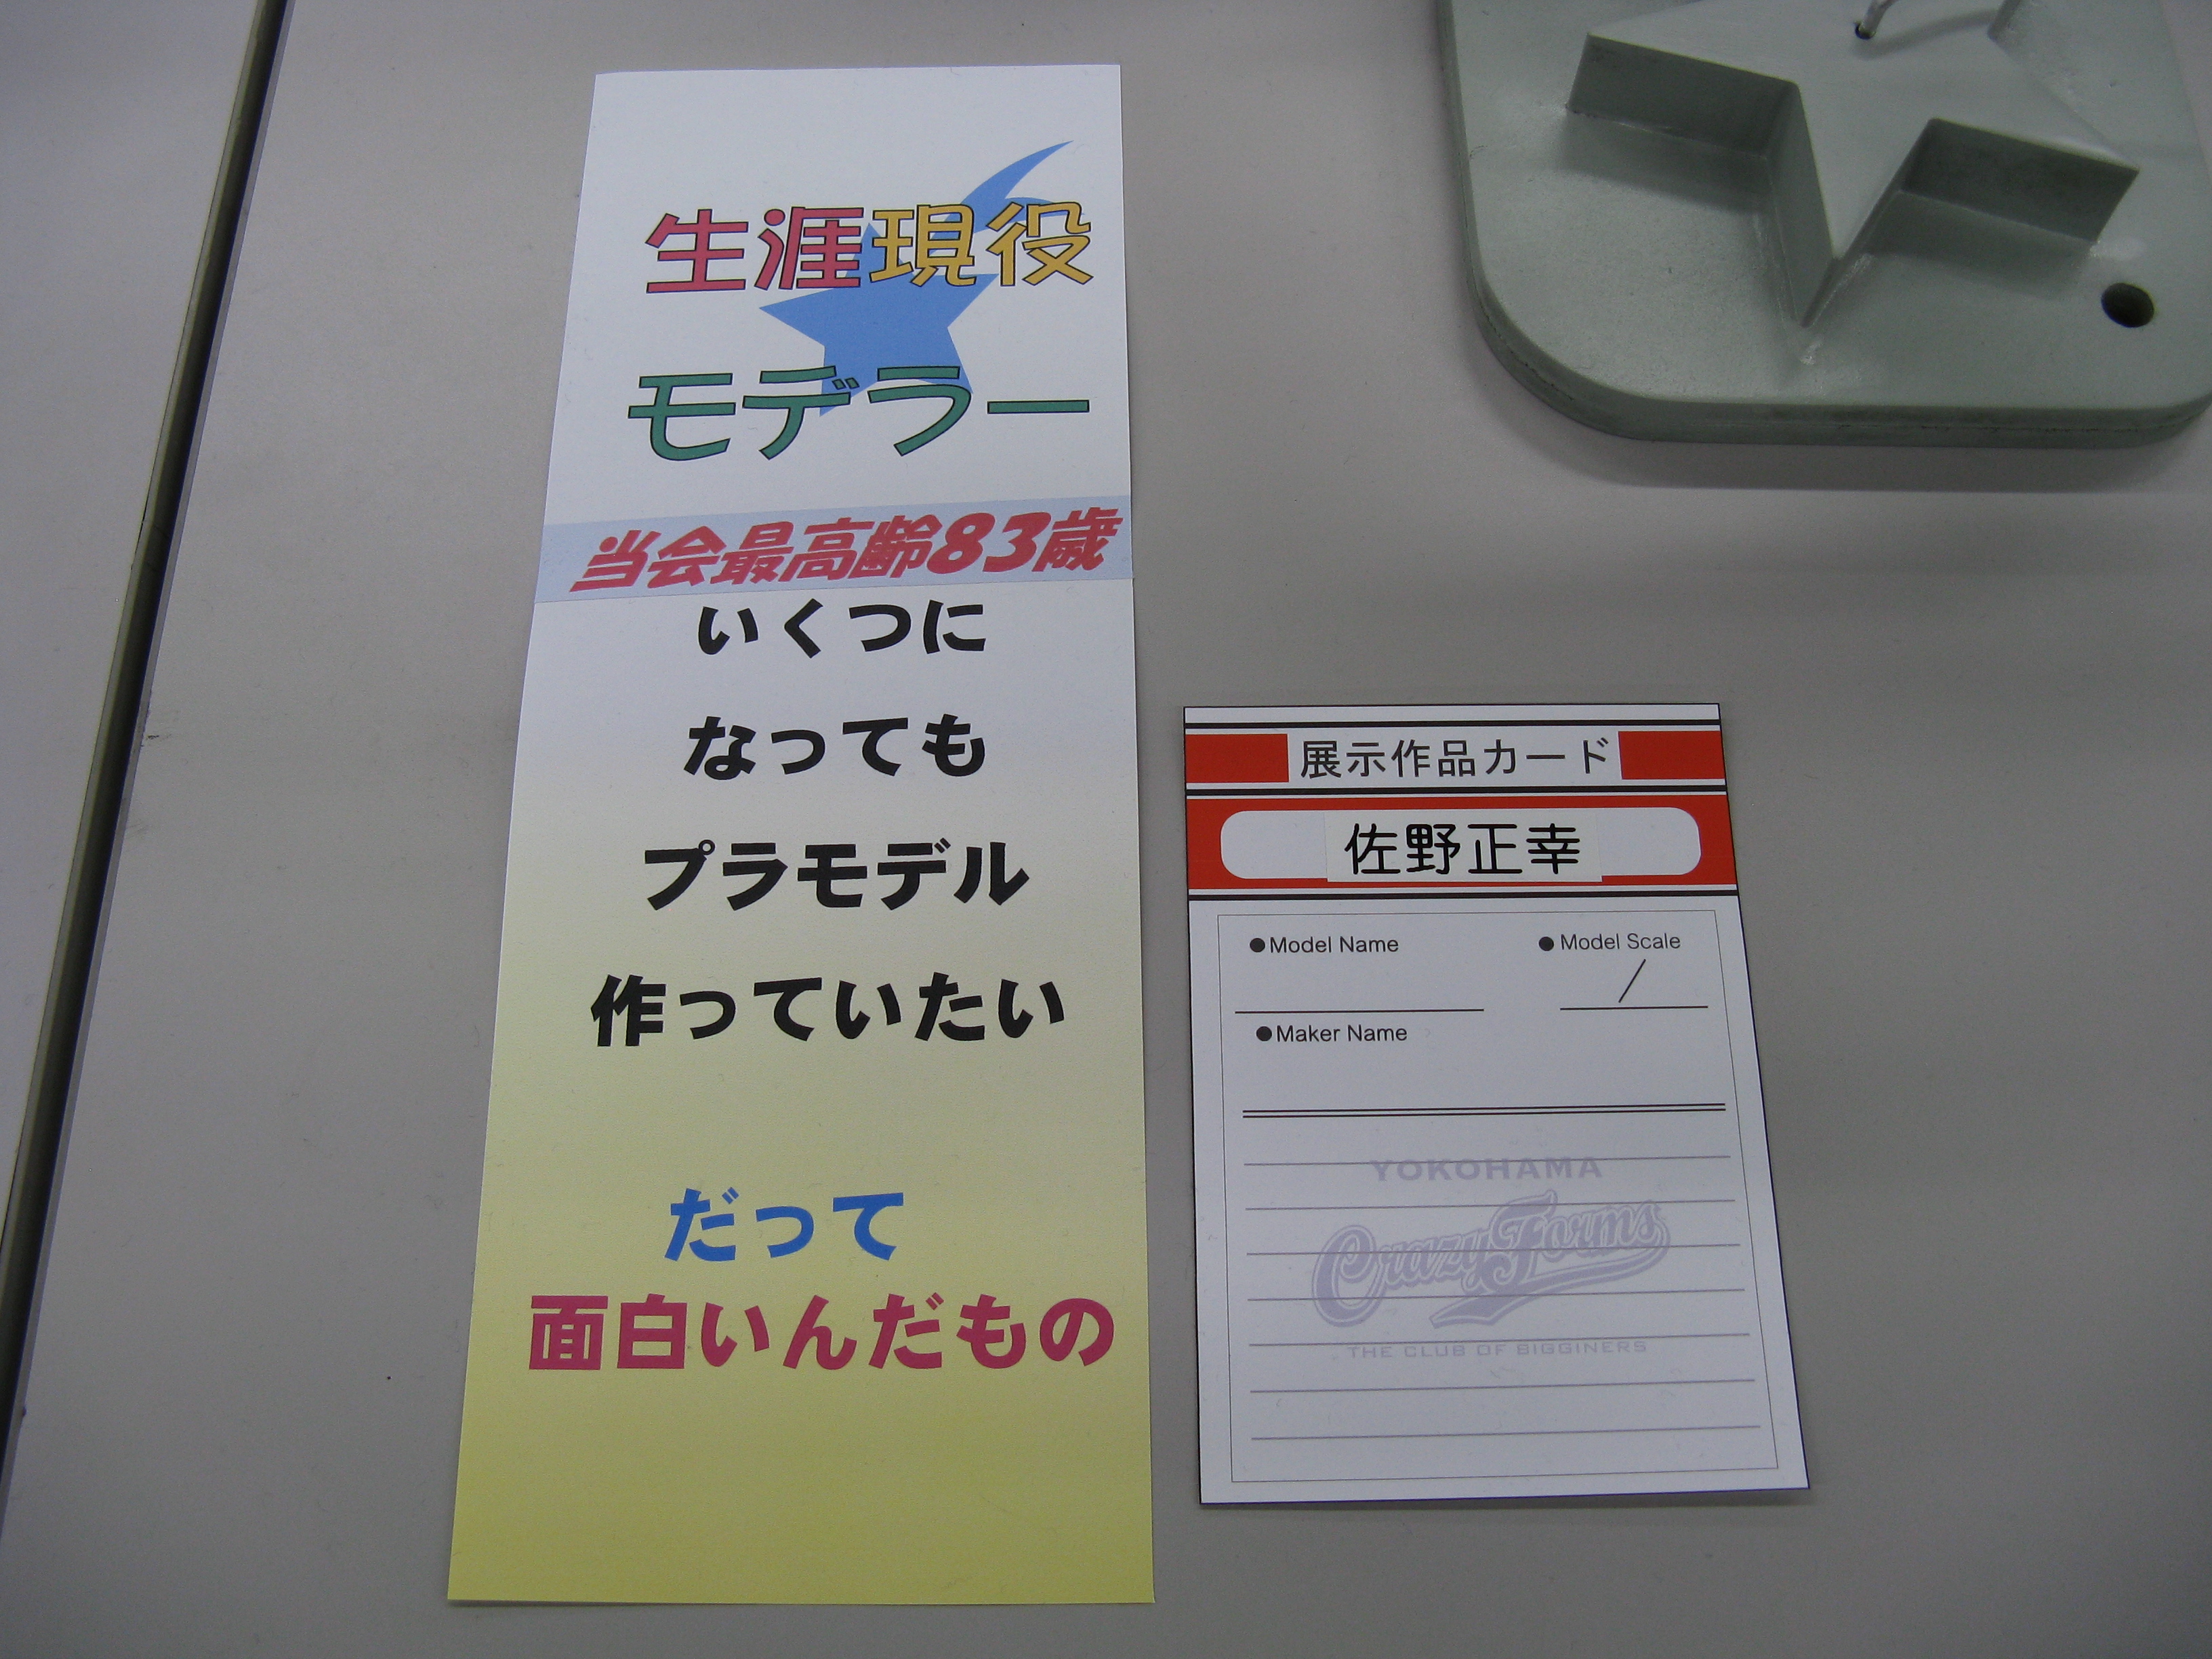 生涯現役
モデラー
当会最高齢83歳
いくつに
なっても
プラモデル
作っていたい
だって
面白いんだもの
展示作品カード
佐野正幸
●Model Name
●Model Scale
/
●Maker Name
YOKOHAMA
CrazyForms
THE CLUB OF BIGGINERS